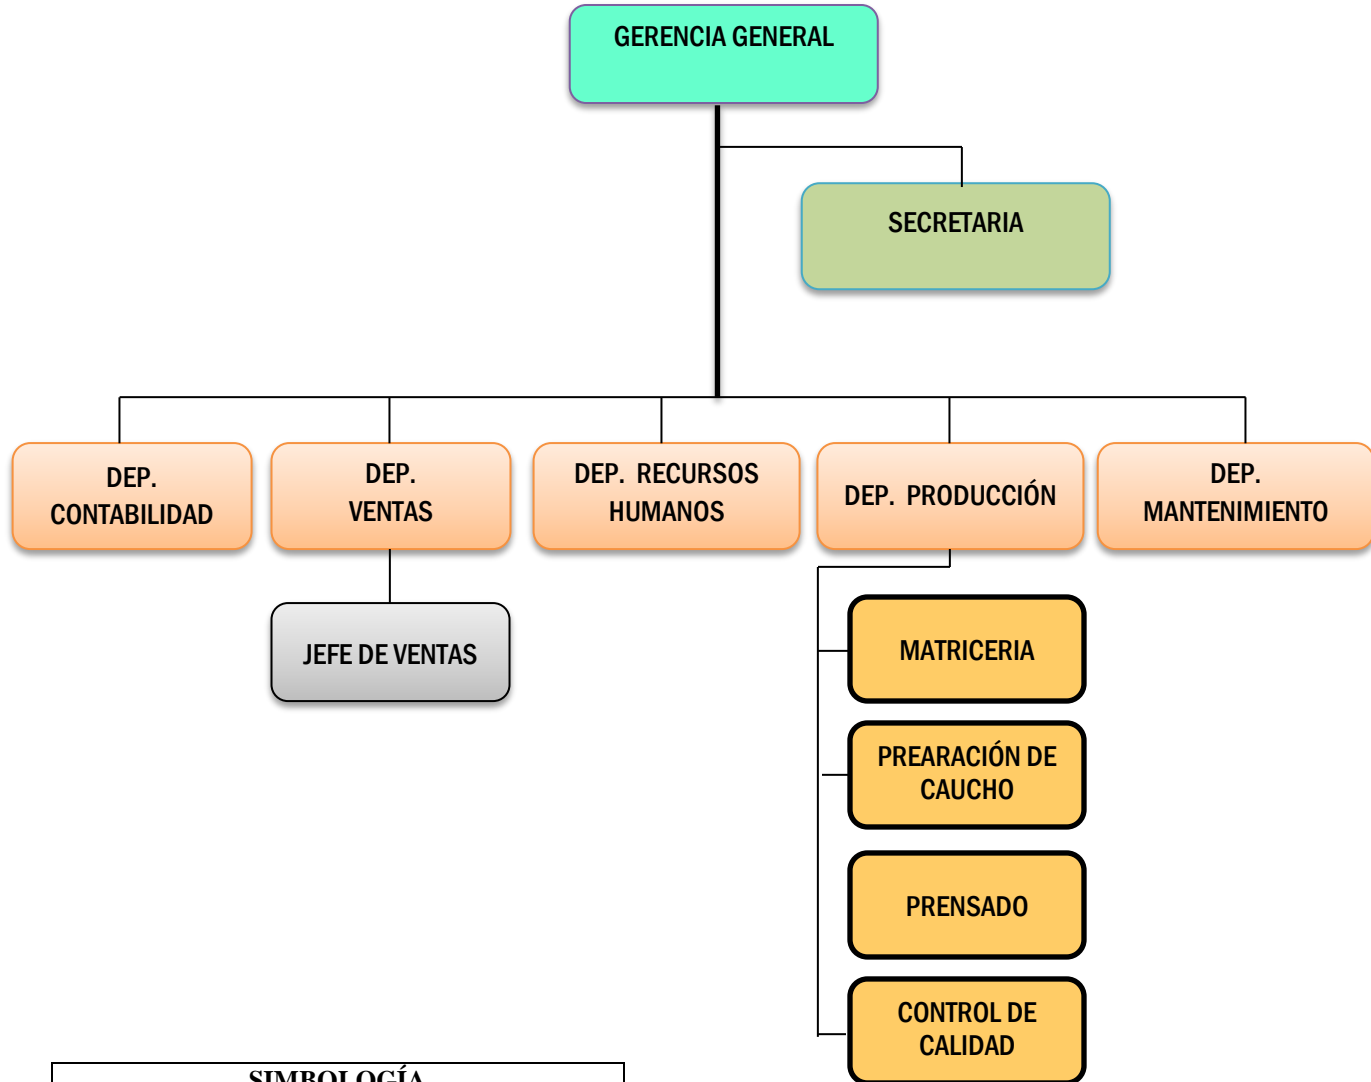 GERENCIA GENERAL
SECRETARIA
DEP.
CONTABILIDAD
DEP.
VENTAS
DEP. RECURSOS
HUMANOS
DEP. PRODUCCIÓN
DEP.
MANTENIMIENTO
JEFE DE VENTAS
MATRICERIA
PREARACIÓN DE
CAUCHO
PRENSADO
CONTROL DE
CALIDAD
SIMBOLOGÍA